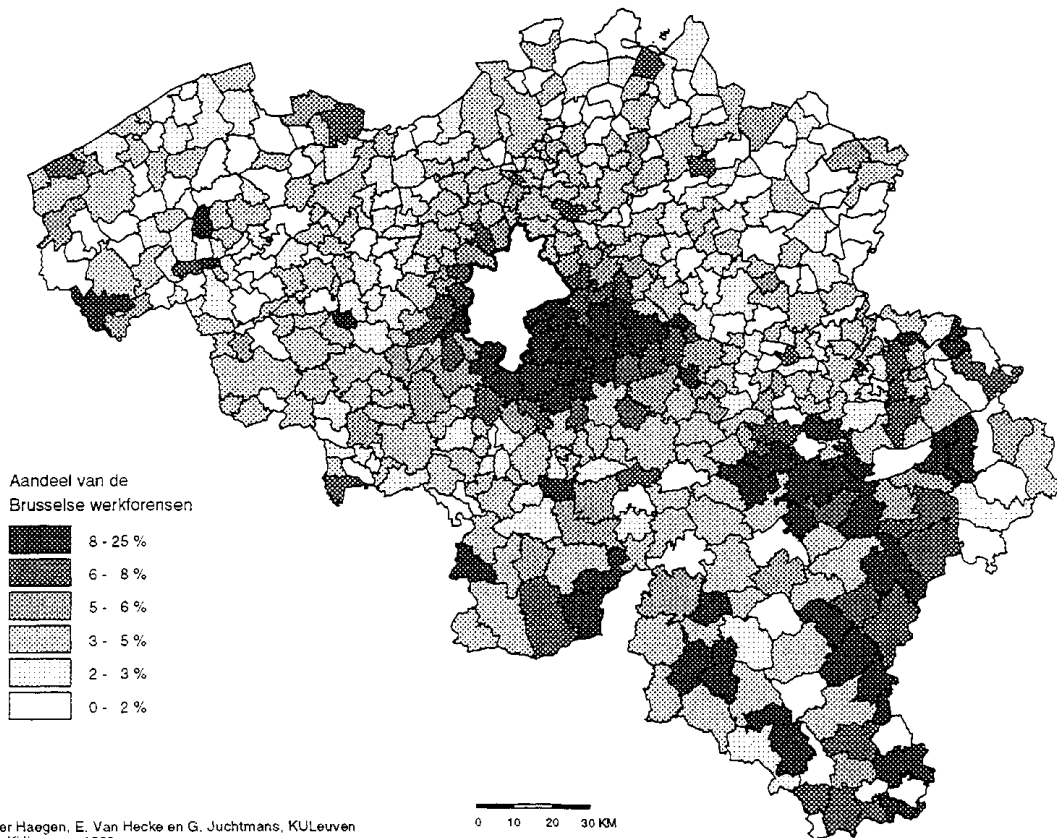 Aandeel van de
Brusselse werkforensen
8 - 25 %
6 - 8 %
5 - 6 %
3 - 5 %
2 - 3 %
0 - 2 %
0 10 20 30 KM
er Haegen, E. Van Hecke en G. Juchtmans, KULeuven